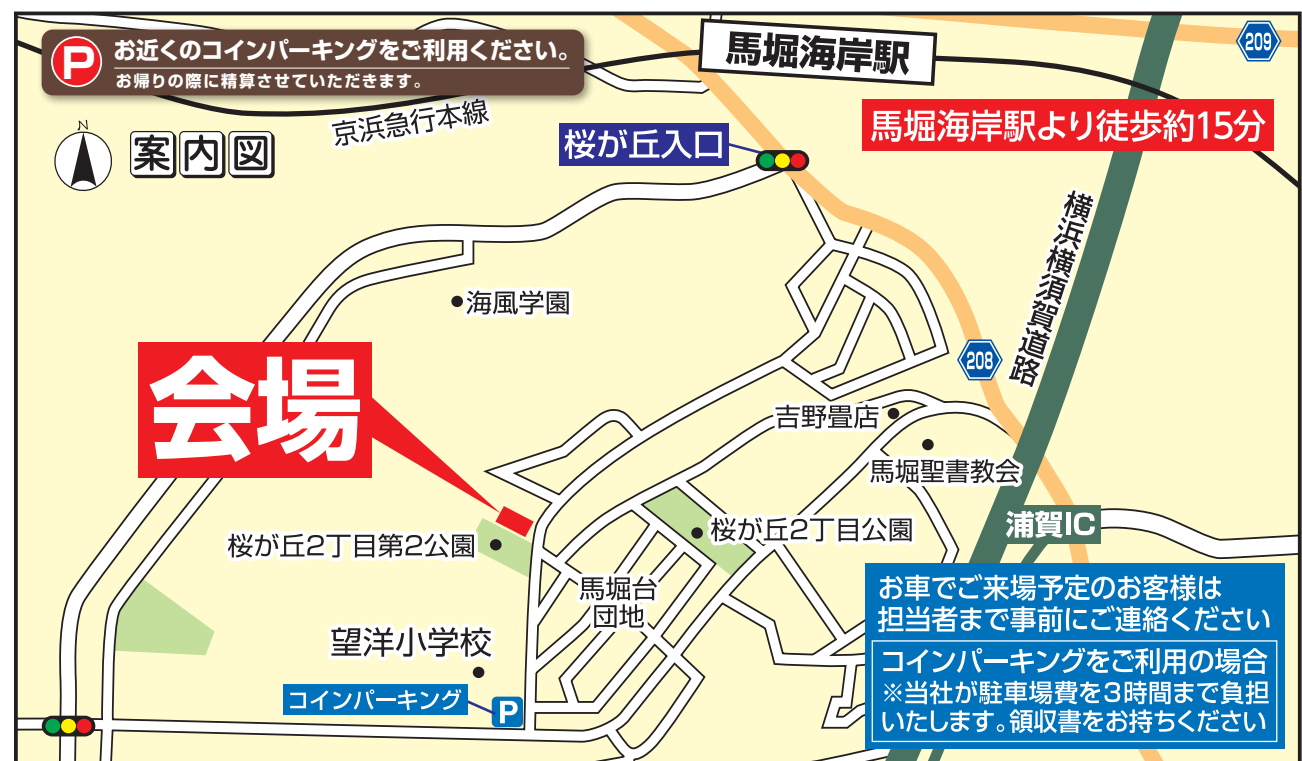 P
お近くのコインパーキングをご利用ください。
お帰りの際に精算させていただきます。
馬堀海岸駅
209
京浜急行本線
馬堀海岸駅より徒歩約15分
N
案内図
桜が丘入口
横浜横須賀道路
海風学園
会場
208
吉野畳店
馬堀聖書教会
浦賀IC
桜が丘2丁目第2公園
桜が丘2丁目公園
馬堀台
団地
望洋小学校
コインパーキング
P
お車でご来場予定のお客様は
担当者まで事前にご連絡ください
コインパーキングをご利用の場合
※当社が駐車場費を3時間まで負担
いたします。領収書をお持ちください